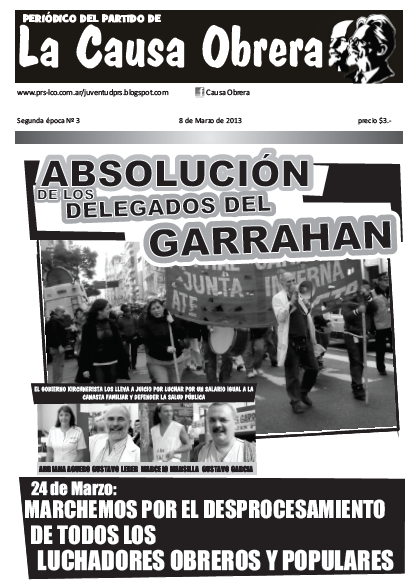 PERIÓDICO DEL PARTIDO DE
La Causa Obrera
www.prs-lco.com.ar/juventudprs.blogspot.com
Causa Obrera
Segunda época Nº 3
8 de Marzo de 2013
precio $3.-
ABSOLUCIÓN
DE LOS
DELEGADOS DEL
GARRAHAN
JUNTA INTERNA
ATE
EL GOBIERNO KIRCHNERISTA LOS LLEVA A JUICIO POR LUCHAR POR UN SALARIO IGUAL A LA
CANASTA FAMILIAR Y DEFENDER LA SALUD PÚBLICA
GUSTAVO LERER MARCELO MANSILLA GUSTAVO GARCIA
24 de Marzo:
MARCHEMOS POR EL DESPROCESAMIENTO
DE TODOS LOS
LUCHADORES OBREROS Y POPULARES